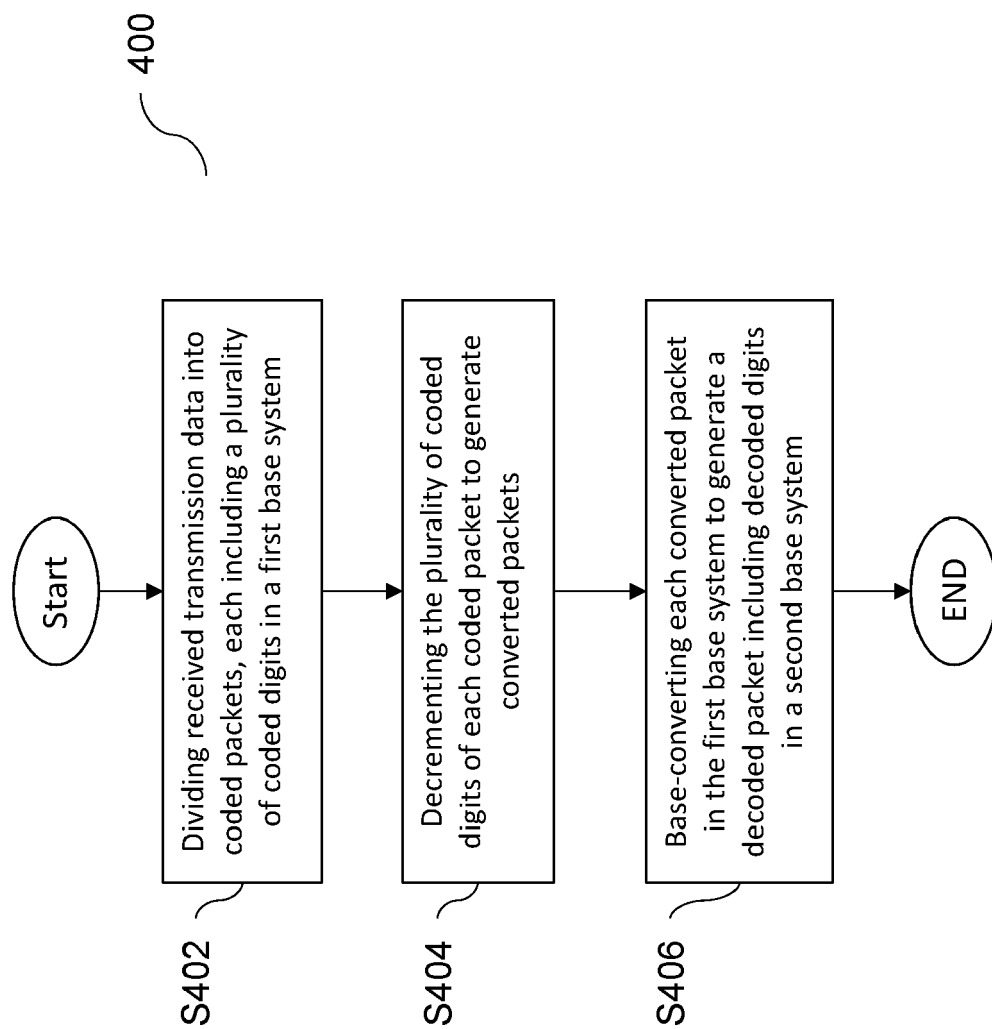 400
Start
S402
Dividing received transmission data into
coded packets, each including a plurality
of coded digits in a first base system
S404
Decrementing the plurality of coded
digits of each coded packet to generate
converted packets
S406
Base-converting each converted packet
in the first base system to generate a
decoded packet including decoded digits
in a second base system
END